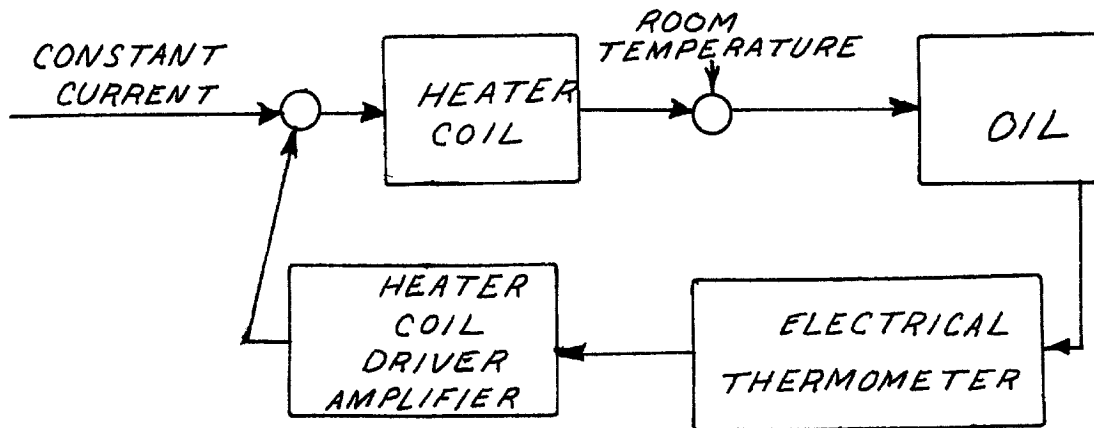 CONSTANT
CURRENT
HEATER
COIL
ROOM
TEMPERATURE
OIL
HEATER
COIL
DRIVER
AMPLIFIER
ELECTRICAL
THERMOMETER